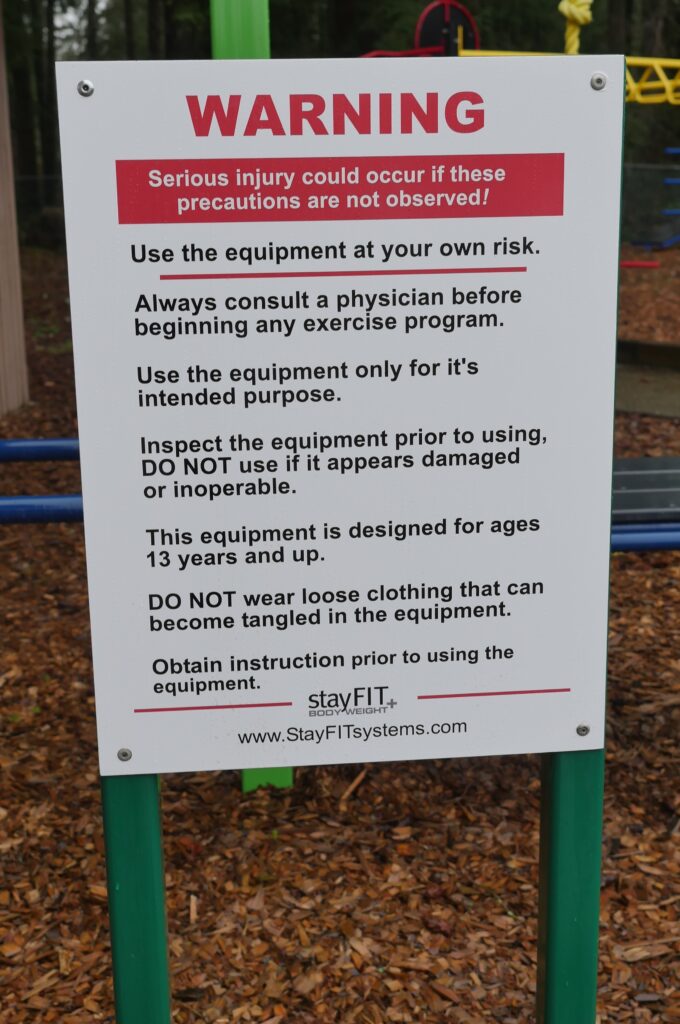 WARNING
Serious injury could occur if these
precautions are not observed!
Use the equipment at your own risk.
Always consult a physician before
beginning any exercise program.
Use the equipment only for it's
intended purpose.
Inspect the equipment prior to using,
DO NOT use if it appears damaged
or inoperable.
This equipment is designed for ages
13 years and up.
DO NOT wear loose clothing that can
become tangled in the equipment.
Obtain instruction prior to using the
equipment.
stayFIT+
BODY WEIGHT
www.StayFITsystems.com